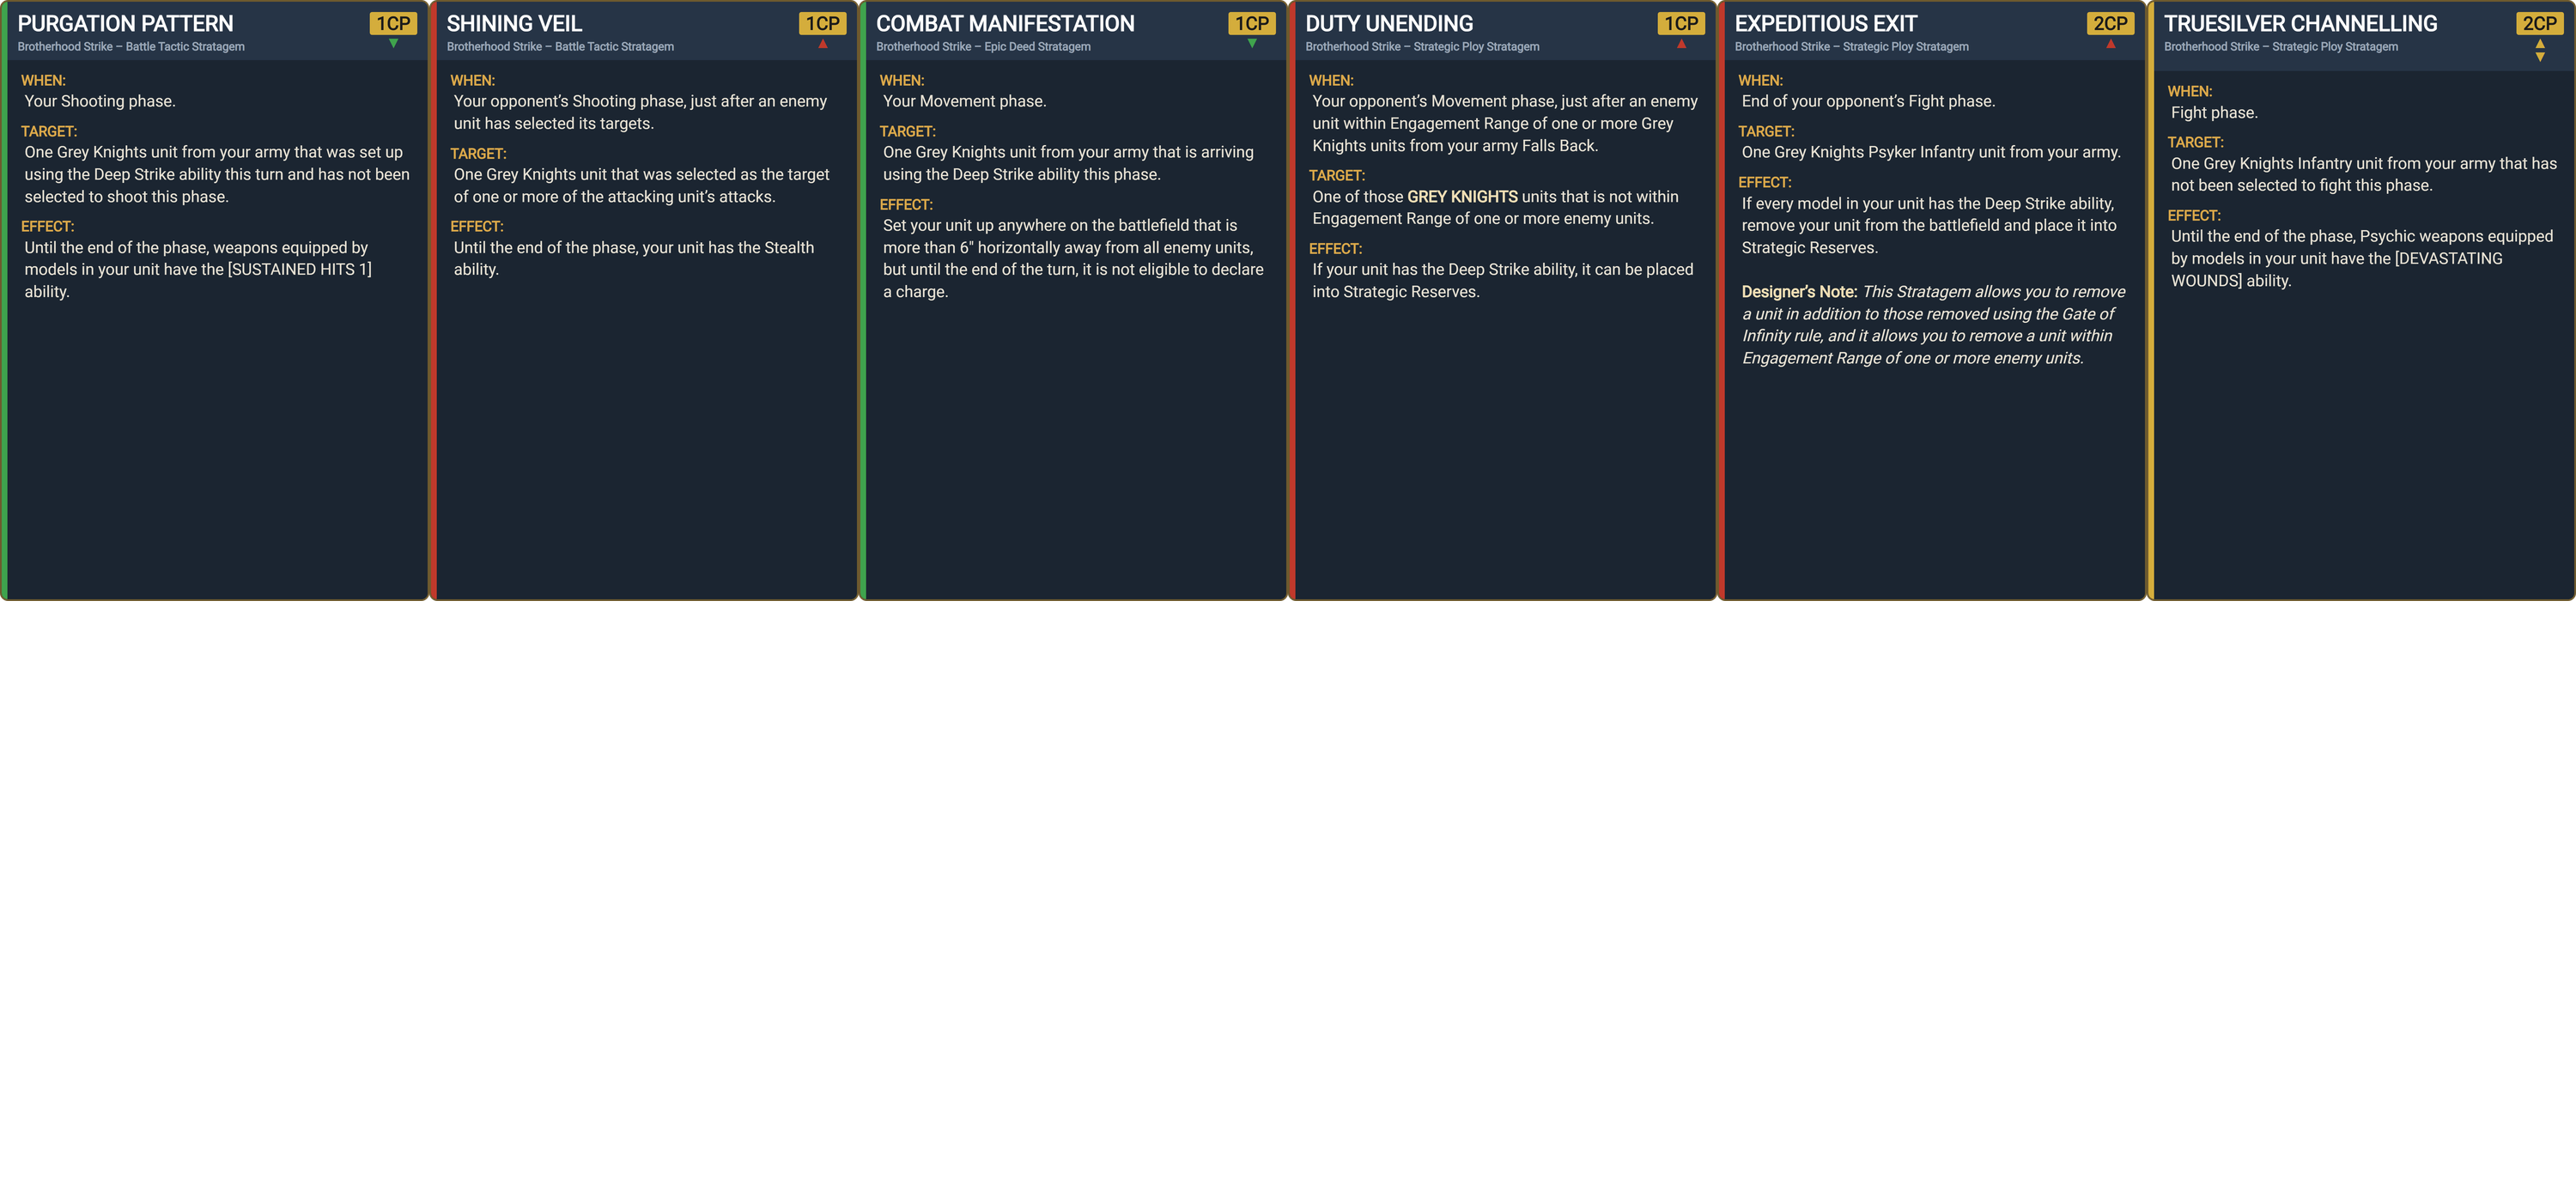 PURGATION PATTERN
1CP
Brotherhood Strike – Battle Tactic Stratagem
WHEN:
Your Shooting phase.
TARGET:
One Grey Knights unit from your army that was set up
using the Deep Strike ability this turn and has not been
selected to shoot this phase.
EFFECT:
Until the end of the phase, weapons equipped by
models in your unit have the [SUSTAINED HITS 1]
ability.
SHINING VEIL
1CP
Brotherhood Strike – Battle Tactic Stratagem
WHEN:
Your opponent’s Shooting phase, just after an enemy
unit has selected its targets.
TARGET:
One Grey Knights unit that was selected as the target
of one or more of the attacking unit’s attacks.
EFFECT:
Until the end of the phase, your unit has the Stealth
ability.
COMBAT MANIFESTATION
1CP
Brotherhood Strike – Epic Deed Stratagem
WHEN:
Your Movement phase.
TARGET:
One Grey Knights unit from your army that is arriving
using the Deep Strike ability this phase.
EFFECT:
Set your unit up anywhere on the battlefield that is
more than 6" horizontally away from all enemy units,
but until the end of the turn, it is not eligible to declare
a charge.
DUTY UNENDING
1CP
Brotherhood Strike – Strategic Ploy Stratagem
WHEN:
Your opponent’s Movement phase, just after an enemy
unit within Engagement Range of one or more Grey
Knights units from your army Falls Back.
TARGET:
One of those GREY KNIGHTS units that is not within
Engagement Range of one or more enemy units.
EFFECT:
If your unit has the Deep Strike ability, it can be placed
into Strategic Reserves.
EXPEDITIOUS EXIT
2CP
Brotherhood Strike – Strategic Ploy Stratagem
WHEN:
End of your opponent’s Fight phase.
TARGET:
One Grey Knights Psyker Infantry unit from your army.
EFFECT:
If every model in your unit has the Deep Strike ability,
remove your unit from the battlefield and place it into
Strategic Reserves.
Designer’s Note: This Stratagem allows you to remove
a unit in addition to those removed using the Gate of
Infinity rule, and it allows you to remove a unit within
Engagement Range of one or more enemy units.
TRUESILVER CHANNELLING
2CP
Brotherhood Strike – Strategic Ploy Stratagem
WHEN:
Fight phase.
TARGET:
One Grey Knights Infantry unit from your army that has
not been selected to fight this phase.
EFFECT:
Until the end of the phase, Psychic weapons equipped
by models in your unit have the [DEVASTATING
WOUNDS] ability.